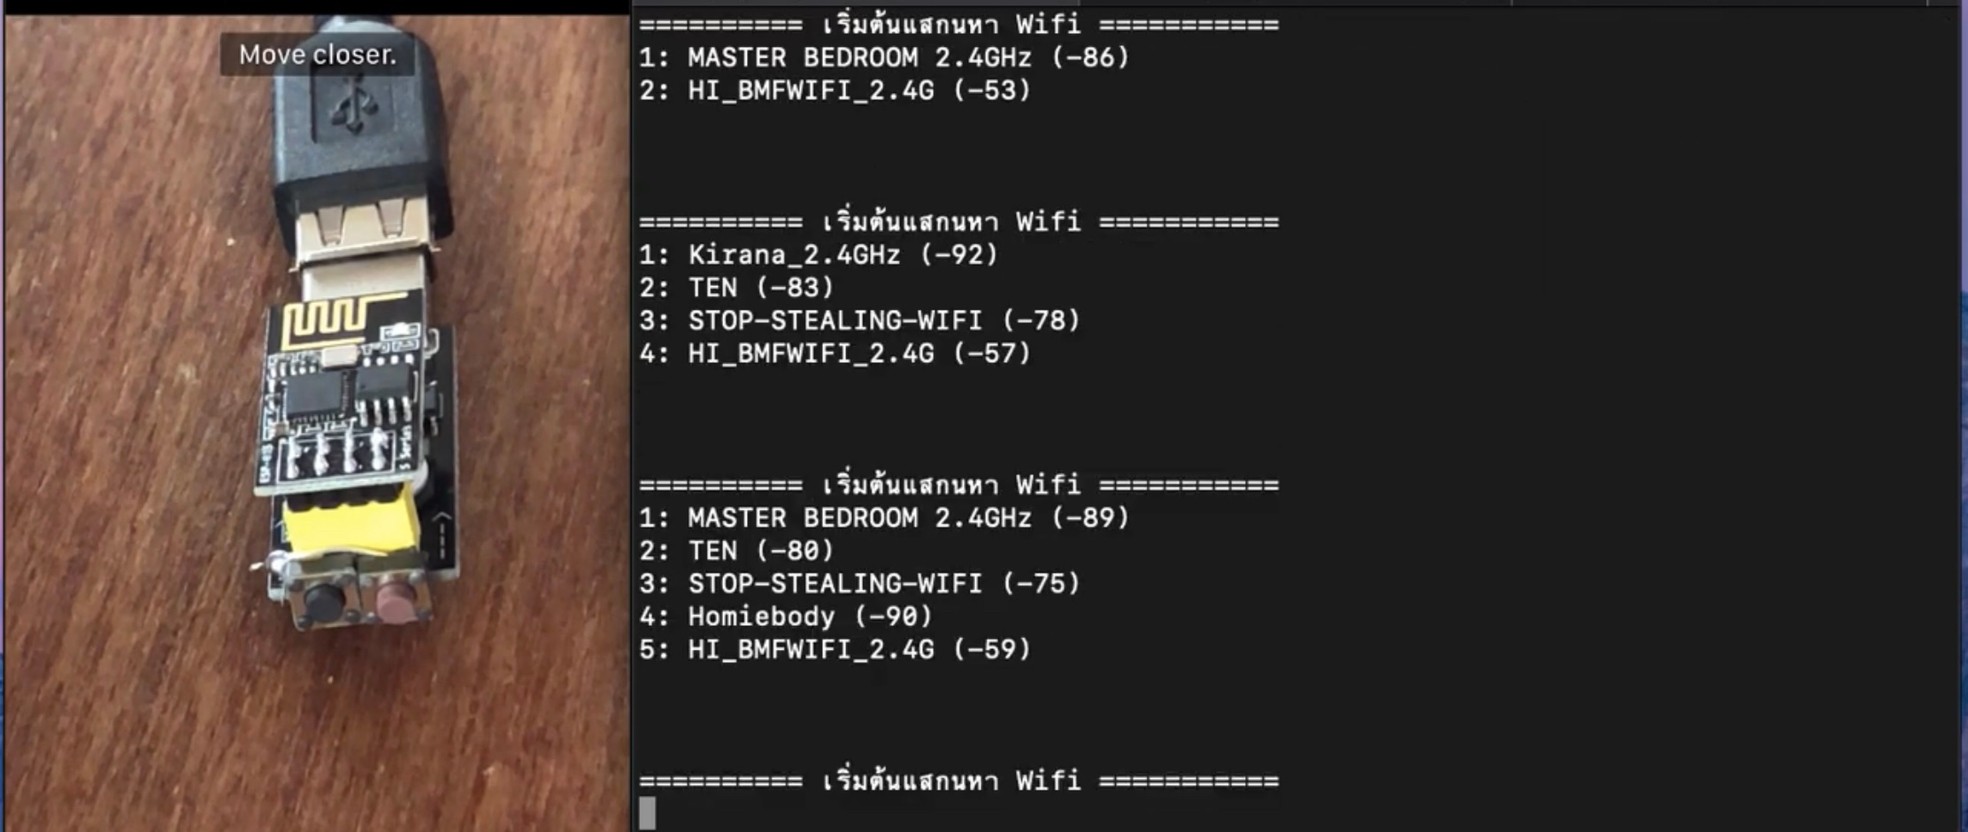 Move closer.
ESP-01S
========== เริ่มต้นแสกนหา Wifi ===========
1: MASTER BEDROOM 2.4GHz (-86)
2: HI_BMFWIFI_2.4G (-53)
========== เริ่มต้นแสกนหา Wifi ===========
1: Kirana_2.4GHz (-92)
2: TEN (-83)
3: STOP-STEALING-WIFI (-78)
4: HI_BMFWIFI_2.4G (-57)
========== เริ่มต้นแสกนหา Wifi ===========
1: MASTER BEDROOM 2.4GHz (-89)
2: TEN (-80)
3: STOP-STEALING-WIFI (-75)
4: Homiebody (-90)
5: HI_BMFWIFI_2.4G (-59)
========== เริ่มต้นแสกนหา Wifi ===========